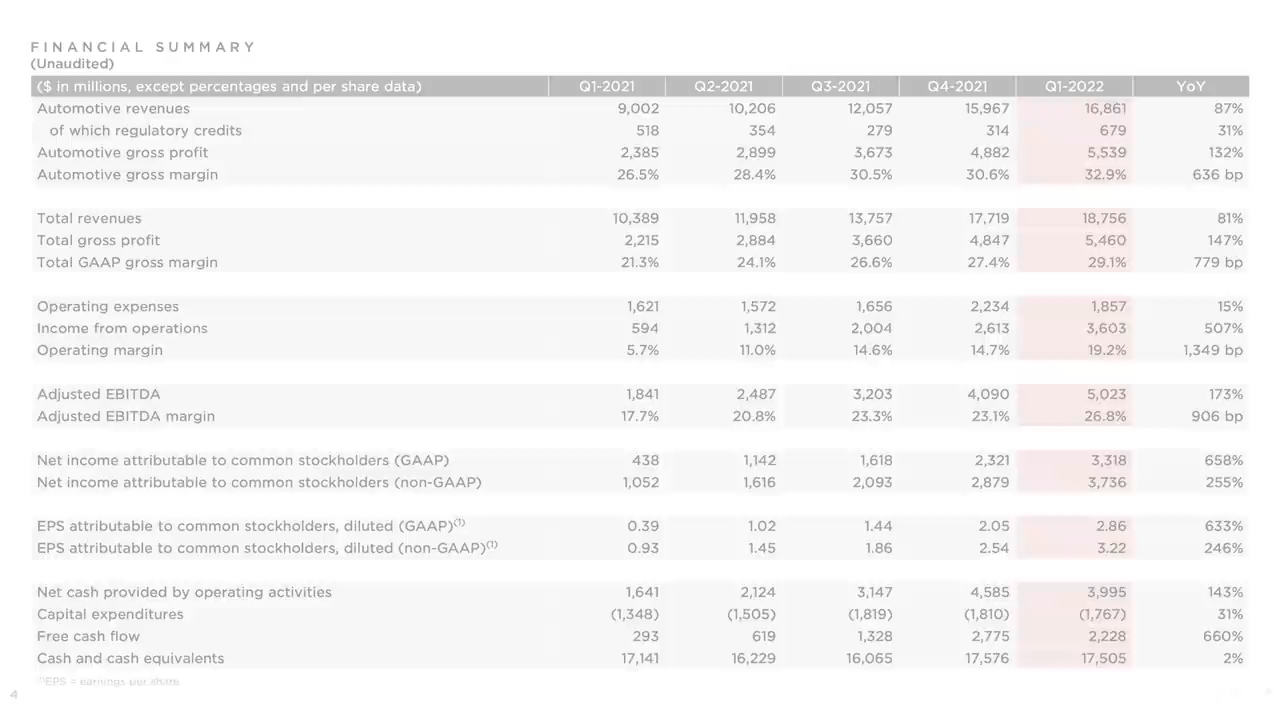 FINANCIAL SUMMARY
(Unaudited)
($ in millions, except percentages and per share data) Q1-2021 Q2-2021 Q3-2021 Q4-2021 Q1-2022 YoY
Automotive revenues 9,002 10,206 12,057 15,967 16,861 87%
of which regulatory credits 518 354 279 314 679 31%
Automotive gross profit 2,385 2,899 3,673 4,882 5,539 132%
Automotive gross margin 26.5% 28.4% 30.5% 30.6% 32.9% 636 bp
Total revenues 10,389 11,958 13,757 17,719 18,756 81%
Total gross profit 2,215 2,884 3,660 4,847 5,460 147%
Total GAAP gross margin 21.3% 24.1% 26.6% 27.4% 29.1% 779 bp
Operating expenses 1,621 1,572 1,656 2,234 1,857 15%
Income from operations 594 1,312 2,004 2,613 3,603 507%
Operating margin 5.7% 11.0% 14.6% 14.7% 19.2% 1,349 bp
Adjusted EBITDA 1,841 2,487 3,203 4,090 5,023 173%
Adjusted EBITDA margin 17.7% 20.8% 23.3% 23.1% 26.8% 906 bp
Net income attributable to common stockholders (GAAP) 438 1,142 1,618 2,321 3,318 658%
Net income attributable to common stockholders (non-GAAP) 1,052 1,616 2,093 2,879 3,736 255%
EPS attributable to common stockholders, diluted (GAAP)(1) 0.39 1.02 1.44 2.05 2.86 633%
EPS attributable to common stockholders, diluted (non-GAAP)(1) 0.93 1.45 1.86 2.54 3.22 246%
Net cash provided by operating activities 1,641 2,124 3,147 4,585 3,995 143%
Capital expenditures (1,348) (1,505) (1,819) (1,810) (1,767) 31%
Free cash flow 293 619 1,328 2,775 2,228 660%
Cash and cash equivalents 17,141 16,229 16,065 17,576 17,505 2%
(1)EPS = earnings per share
4